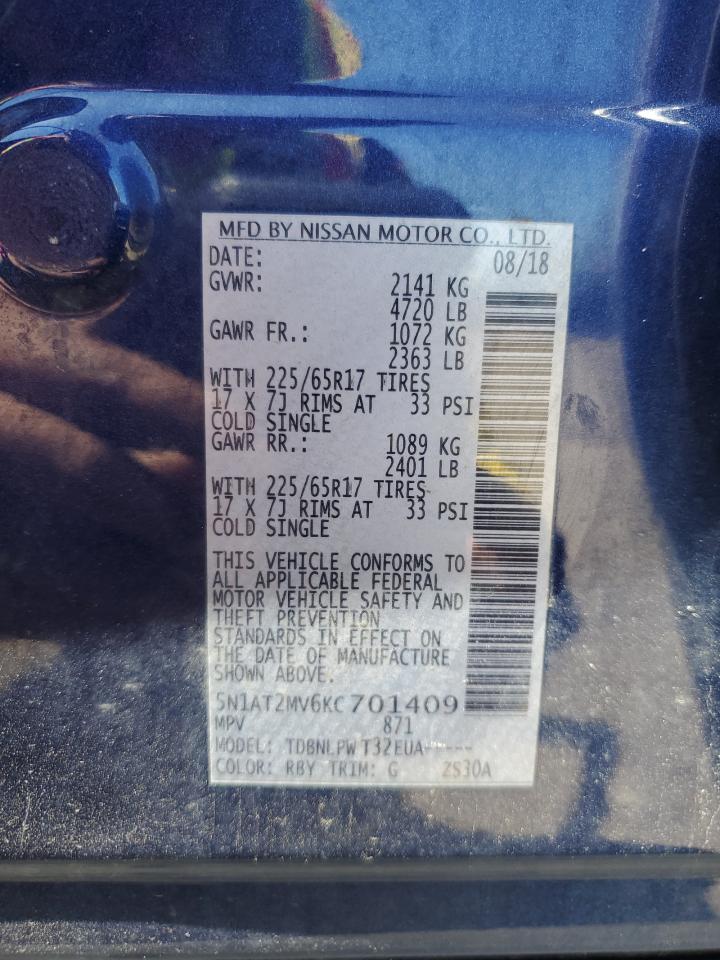 MFD BY NISSAN MOTOR CO., LTD.
DATE: 08/18
GVWR: 2141 KG
4720 LB
GAWR FR.: 1072 KG
2363 LB
WITH 225/65R17 TIRES
17 X 7J RIMS AT 33 PSI
COLD SINGLE
GAWR RR.: 1089 KG
2401 LB
WITH 225/65R17 TIRES
17 X 7J RIMS AT 33 PSI
COLD SINGLE
THIS VEHICLE CONFORMS TO
ALL APPLICABLE FEDERAL
MOTOR VEHICLE SAFETY AND
THEFT PREVENTION
STANDARDS IN EFFECT ON
THE DATE OF MANUFACTURE
SHOWN ABOVE.
5N1AT2MV6KC701409
MPV 871
MODEL: TDBNLPW T32EUA-----
COLOR: RBY TRIM: G 2S30A